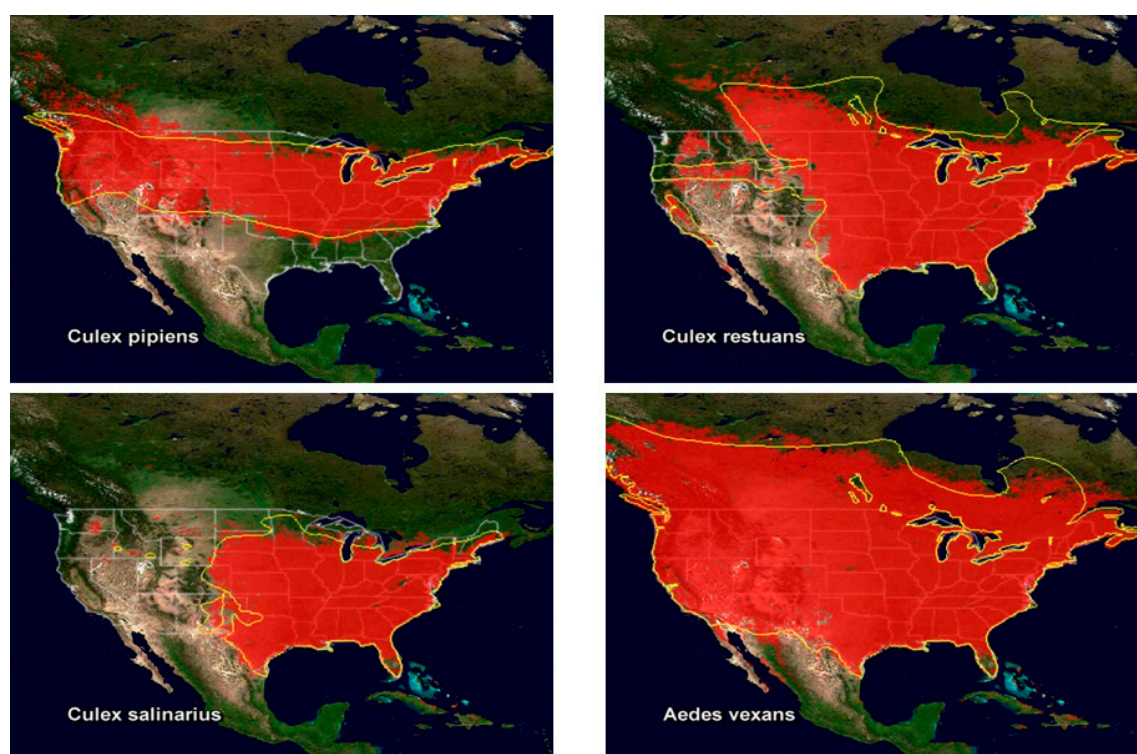 Culex pipiens
Culex restuans
Culex salinarius
Aedes vexans